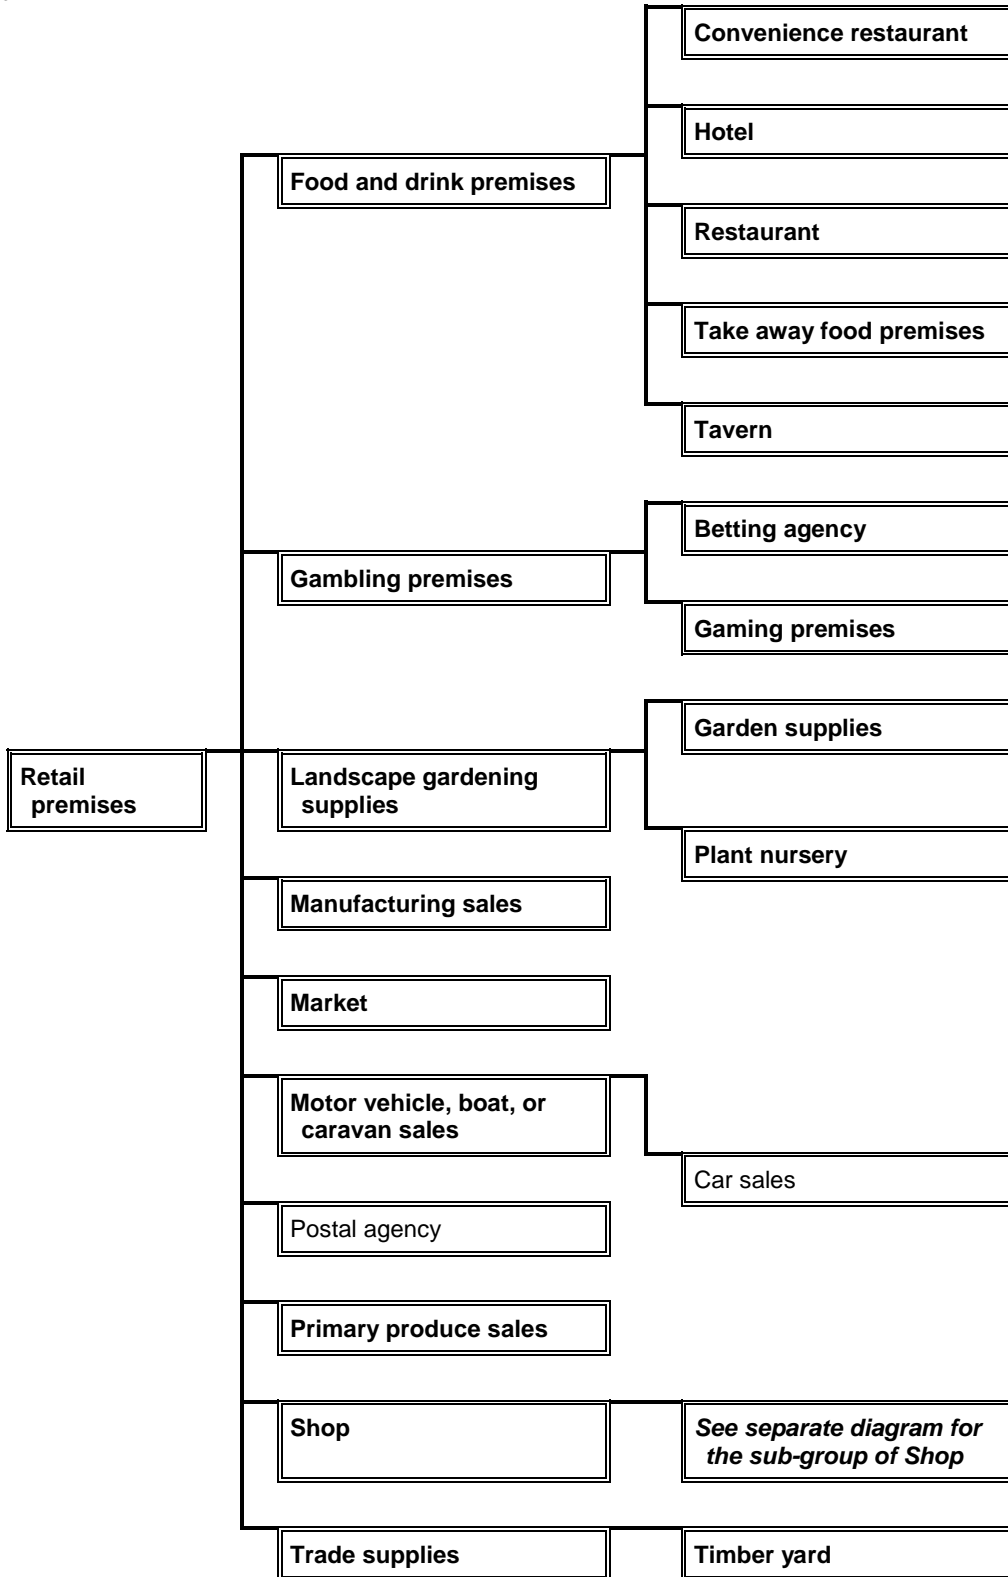 Convenience restaurant
Hotel
Food and drink premises
Restaurant
Take away food premises
Tavern
Betting agency
Gambling premises
Gaming premises
Garden supplies
Retail
premises
Landscape gardening
supplies
Plant nursery
Manufacturing sales
Market
Motor vehicle, boat, or
caravan sales
Car sales
Postal agency
Primary produce sales
Shop
See separate diagram for
the sub-group of Shop
Trade supplies
Timber yard